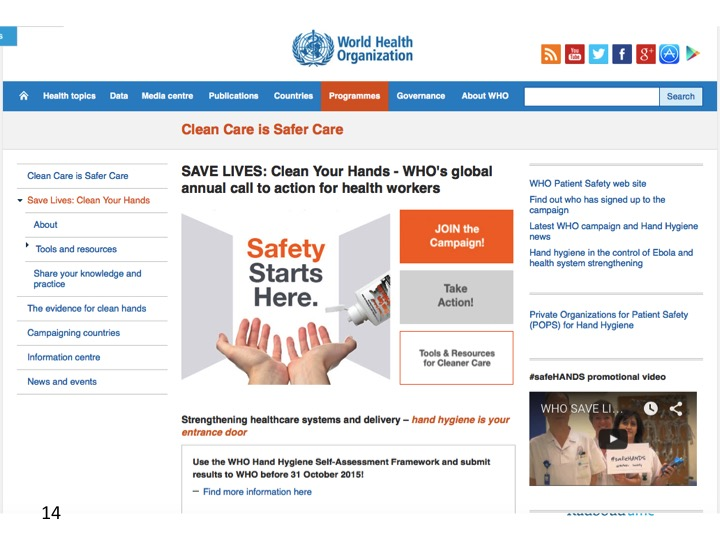 s
World Health
Organization
Health topics Data Media centre Publications Countries Programmes Governance About WHO Search
Clean Care is Safer Care
Clean Care is Safer Care
Save Lives: Clean Your Hands
About
Tools and resources
Share your knowledge and
practice
The evidence for clean hands
Campaigning countries
Information centre
News and events
SAVE LIVES: Clean Your Hands - WHO's global
annual call to action for health workers
Safety
Starts
Here.
JOIN the
Campaign!
Take
Action!
Tools & Resources
for Cleaner Care
Strengthening healthcare systems and delivery – hand hygiene is your
entrance door
Use the WHO Hand Hygiene Self-Assessment Framework and submit
results to WHO before 31 October 2015!
Find more information here
WHO Patient Safety web site
Find out who has signed up to the
campaign
Latest WHO campaign and Hand Hygiene
news
Hand hygiene in the control of Ebola and
health system strengthening
Private Organizations for Patient Safety
(POPS) for Hand Hygiene
#safeHANDS promotional video
WHO SAVE LI...
#safeHANDS
14